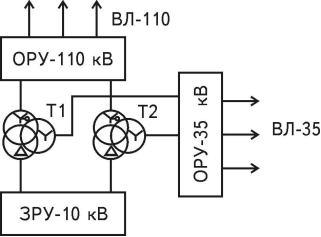 ВЛ-110
ОРУ-110 кВ
Т1
Т2
ОРУ-35 кВ
ВЛ-35
ЗРУ-10 кВ